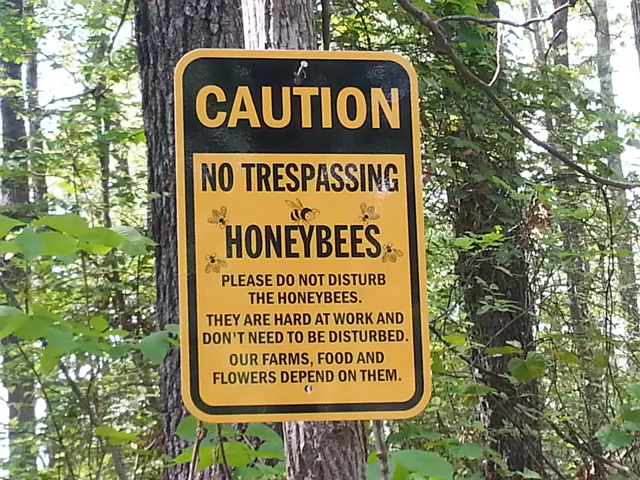 CAUTION
NO TRESPASSING
HONEYBEES
PLEASE DO NOT DISTURB
THE HONEYBEES.
THEY ARE HARD AT WORK AND
DON'T NEED TO BE DISTURBED.
OUR FARMS, FOOD AND
FLOWERS DEPEND ON THEM.